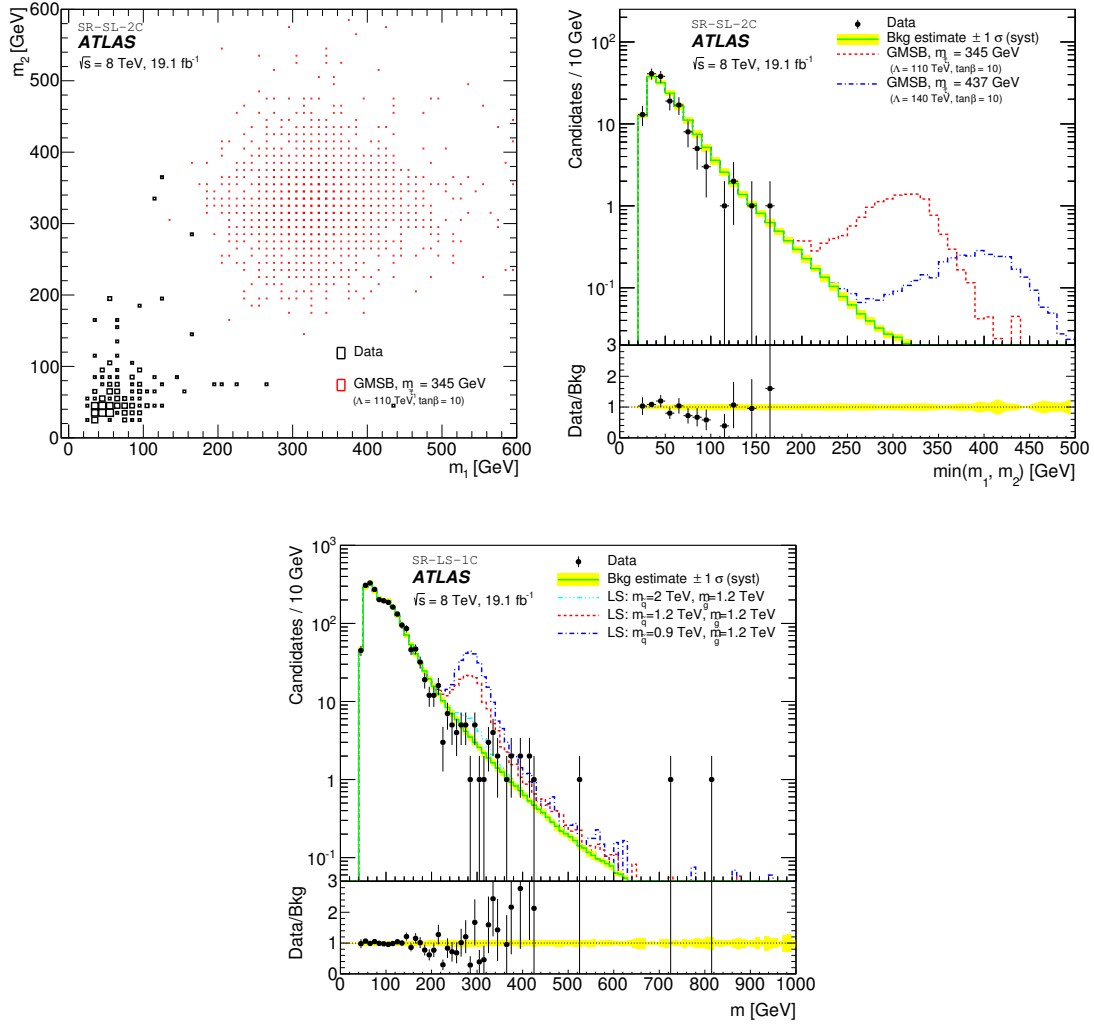 SR-SL-2C
ATLAS
√s = 8 TeV, 19.1 fb⁻¹
m₂ [GeV]
600
500
400
300
200
100
0
Data
GMSB, m = 345 GeV
(Λ = 110 TeV, tanβ = 10)
0 100 200 300 400 500 600
m₁ [GeV]
SR-SL-2C
ATLAS
√s = 8 TeV, 19.1 fb⁻¹
Data
Bkg estimate ± 1 σ (syst)
GMSB, m = 345 GeV
(Λ = 110 TeV, tanβ = 10)
GMSB, m = 437 GeV
(Λ = 140 TeV, tanβ = 10)
Candidates / 10 GeV
10²
10
1
10⁻¹
Data/Bkg
3
2
1
0
0 50 100 150 200 250 300 350 400 450 500
min(m₁, m₂) [GeV]
SR-LS-1C
ATLAS
√s = 8 TeV, 19.1 fb⁻¹
Data
Bkg estimate ± 1 σ (syst)
LS: m_q̃=2 TeV, m_g̃=1.2 TeV
LS: m_q̃=1.2 TeV, m_g̃=1.2 TeV
LS: m_q̃=0.9 TeV, m_g̃=1.2 TeV
Candidates / 10 GeV
10³
10²
10
1
10⁻¹
Data/Bkg
3
2
1
0
0 100 200 300 400 500 600 700 800 900 1000
m [GeV]